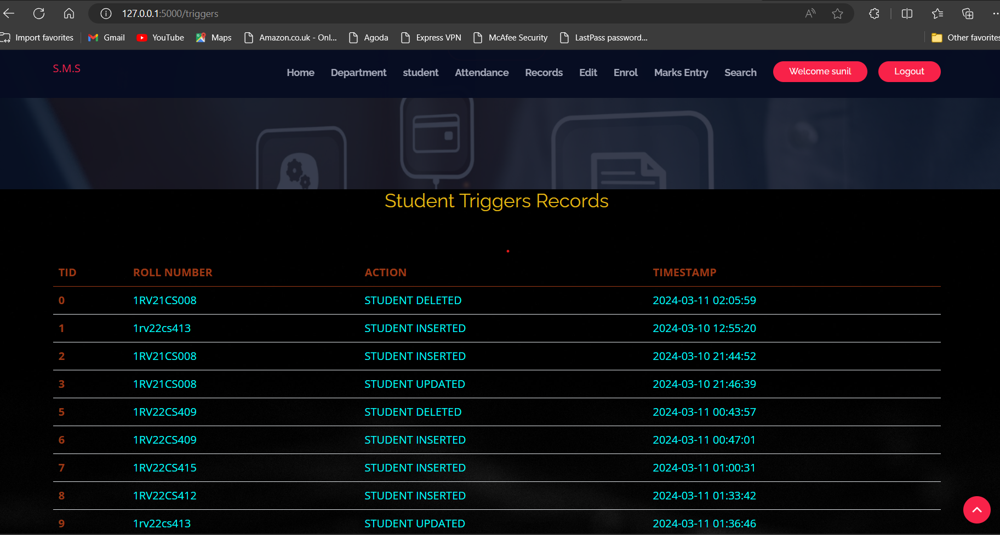 127.0.0.1:5000/triggers
Import favorites Gmail YouTube Maps Amazon.co.uk - Onl... Agoda Express VPN McAfee Security LastPass password... Other favorites
S.M.S Home Department student Attendance Records Edit Enrol Marks Entry Search Welcome sunil Logout
Student Triggers Records
TID ROLL NUMBER ACTION TIMESTAMP
0 1RV21CS008 STUDENT DELETED 2024-03-11 02:05:59
1 1rv22cs413 STUDENT INSERTED 2024-03-10 12:55:20
2 1RV21CS008 STUDENT INSERTED 2024-03-10 21:44:52
3 1RV21CS008 STUDENT UPDATED 2024-03-10 21:46:39
5 1RV22CS409 STUDENT DELETED 2024-03-11 00:43:57
6 1RV22CS409 STUDENT INSERTED 2024-03-11 00:47:01
7 1RV22CS415 STUDENT INSERTED 2024-03-11 01:00:31
8 1RV22CS412 STUDENT INSERTED 2024-03-11 01:33:42
9 1rv22cs413 STUDENT UPDATED 2024-03-11 01:36:46